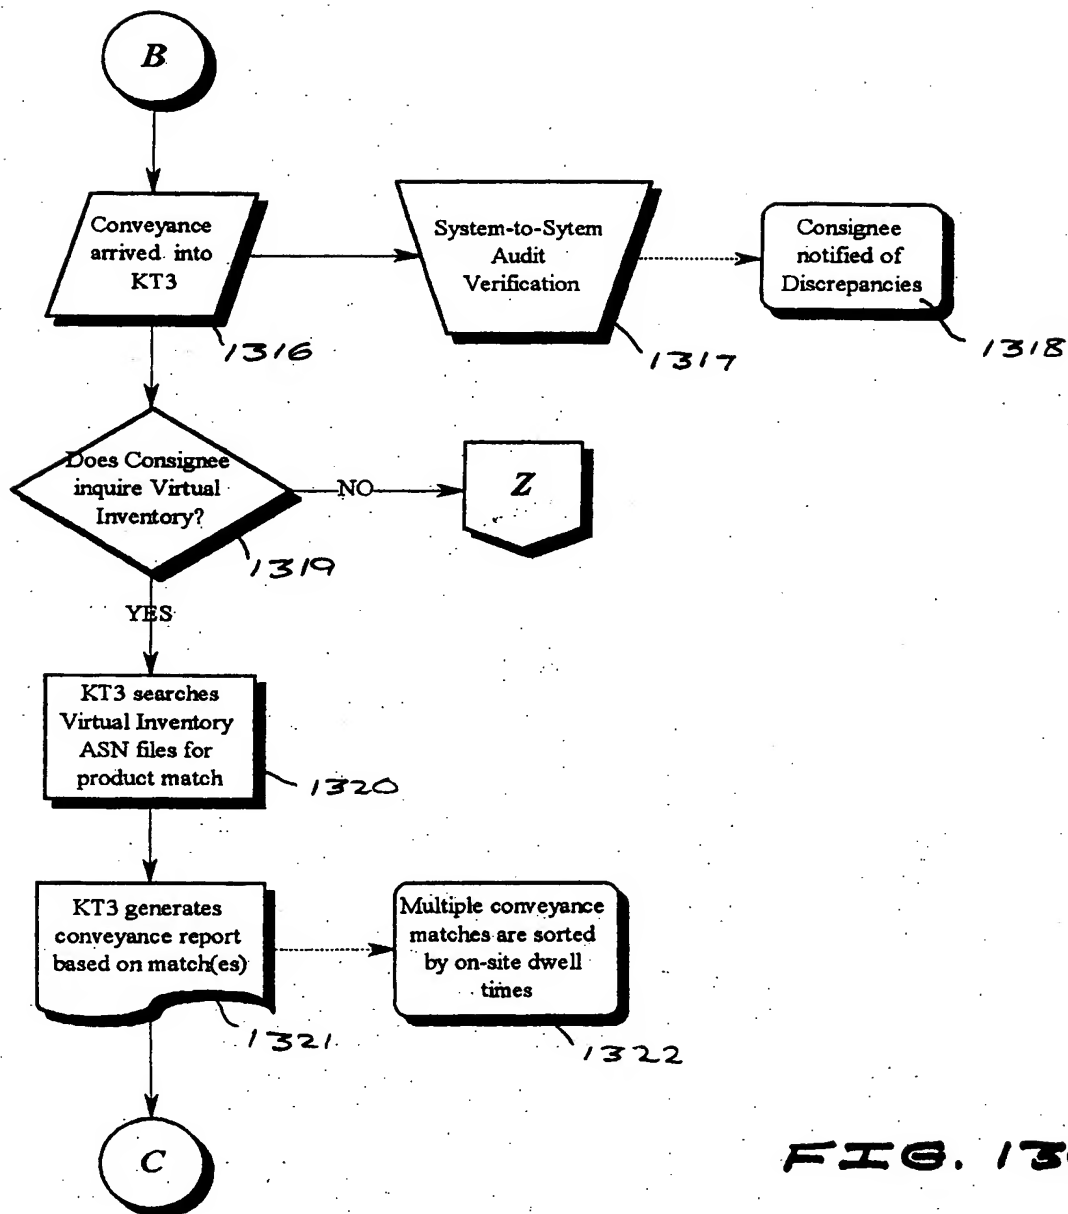 B
Conveyance
arrived into
KT3
1316
System-to-Sytem
Audit
Verification
1317
Consignee
notified of
Discrepancies
1318
Does Consignee
inquire Virtual
Inventory?
1319
NO
Z
YES
KT3 searches
Virtual Inventory
ASN files for
product match
1320
KT3 generates
conveyance report
based on match(es)
1321
Multiple conveyance
matches are sorted
by on-site dwell
times
1322
C
FIG.